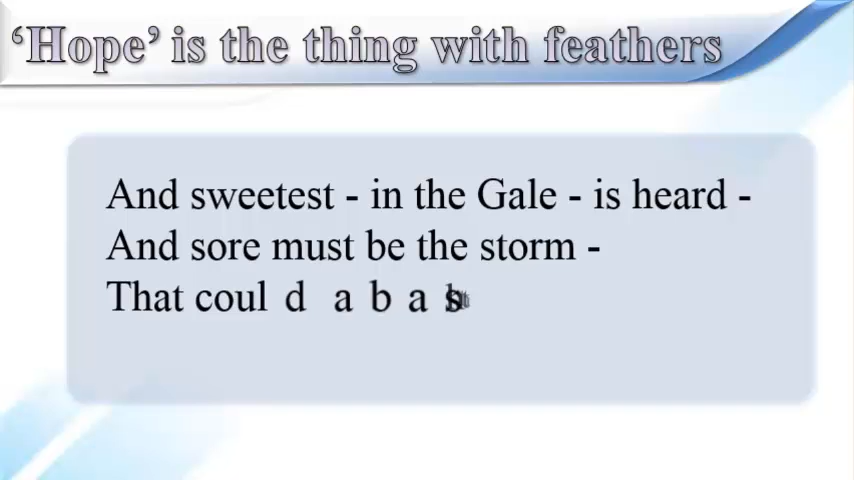 ‘Hope’ is the thing with feathers
And sweetest - in the Gale - is heard -
And sore must be the storm -
That could